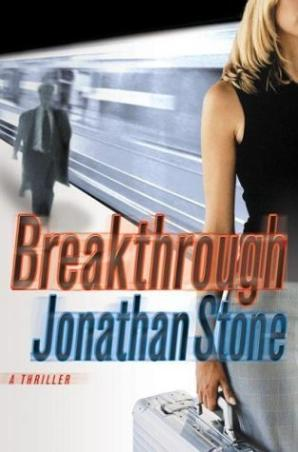 Breakthrough
Jonathan Stone
A THRILLER